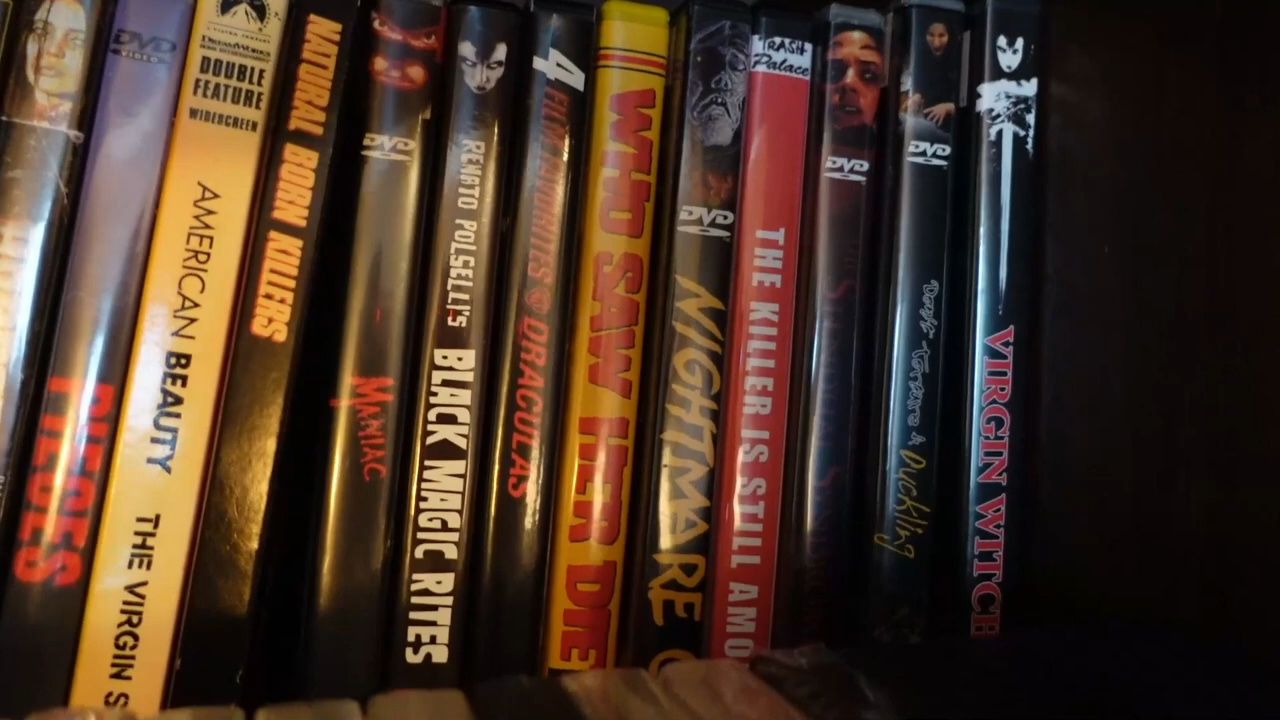 DVD
VIDEO
PIECES
DREAMWORKS
DOUBLE
FEATURE
WIDESCREEN
AMERICAN BEAUTY
THE VIRGIN S
NATURAL BORN KILLERS
DVD
MANIAC
RENATO POLSELLI'S
BLACK MAGIC RITES
4 FILM FAVORITES DRACULAS
WHO SAW HER DIE
DVD
NIGHTMARE
TRASH
Palace
THE KILLER IS STILL AMO
DVD
DVD
Don't Torture a Duckling
VIRGIN WITCH